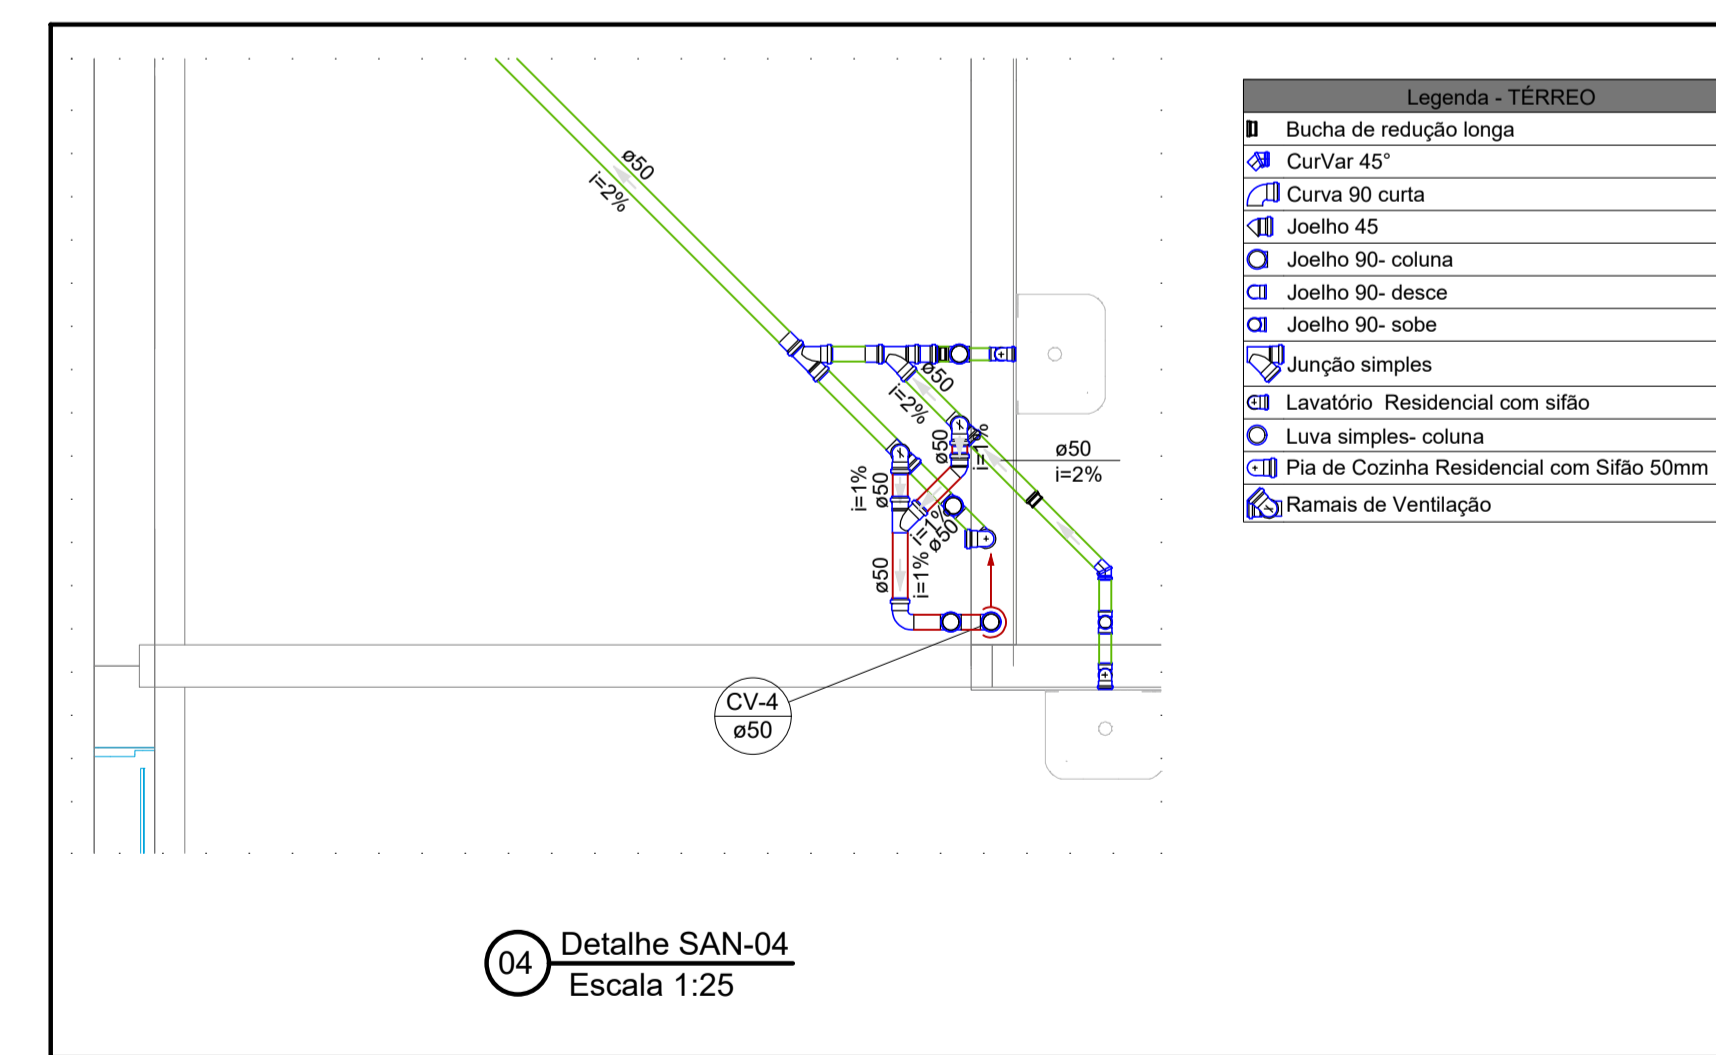 Legenda - TÉRREO
Bucha de redução longa
CurVar 45°
Curva 90 curta
Joelho 45
Joelho 90- coluna
Joelho 90- desce
Joelho 90- sobe
Junção simples
Lavatório Residencial com sifão
Luva simples- coluna
Pia de Cozinha Residencial com Sifão 50mm
Ramais de Ventilação
ø50
i=2%
ø50
i=2%
ø50
i=1%
ø50
i=2%
i=1%
ø50
i=1%
ø50
ø50
i=1%
CV-4
ø50
04
Detalhe SAN-04
Escala 1:25